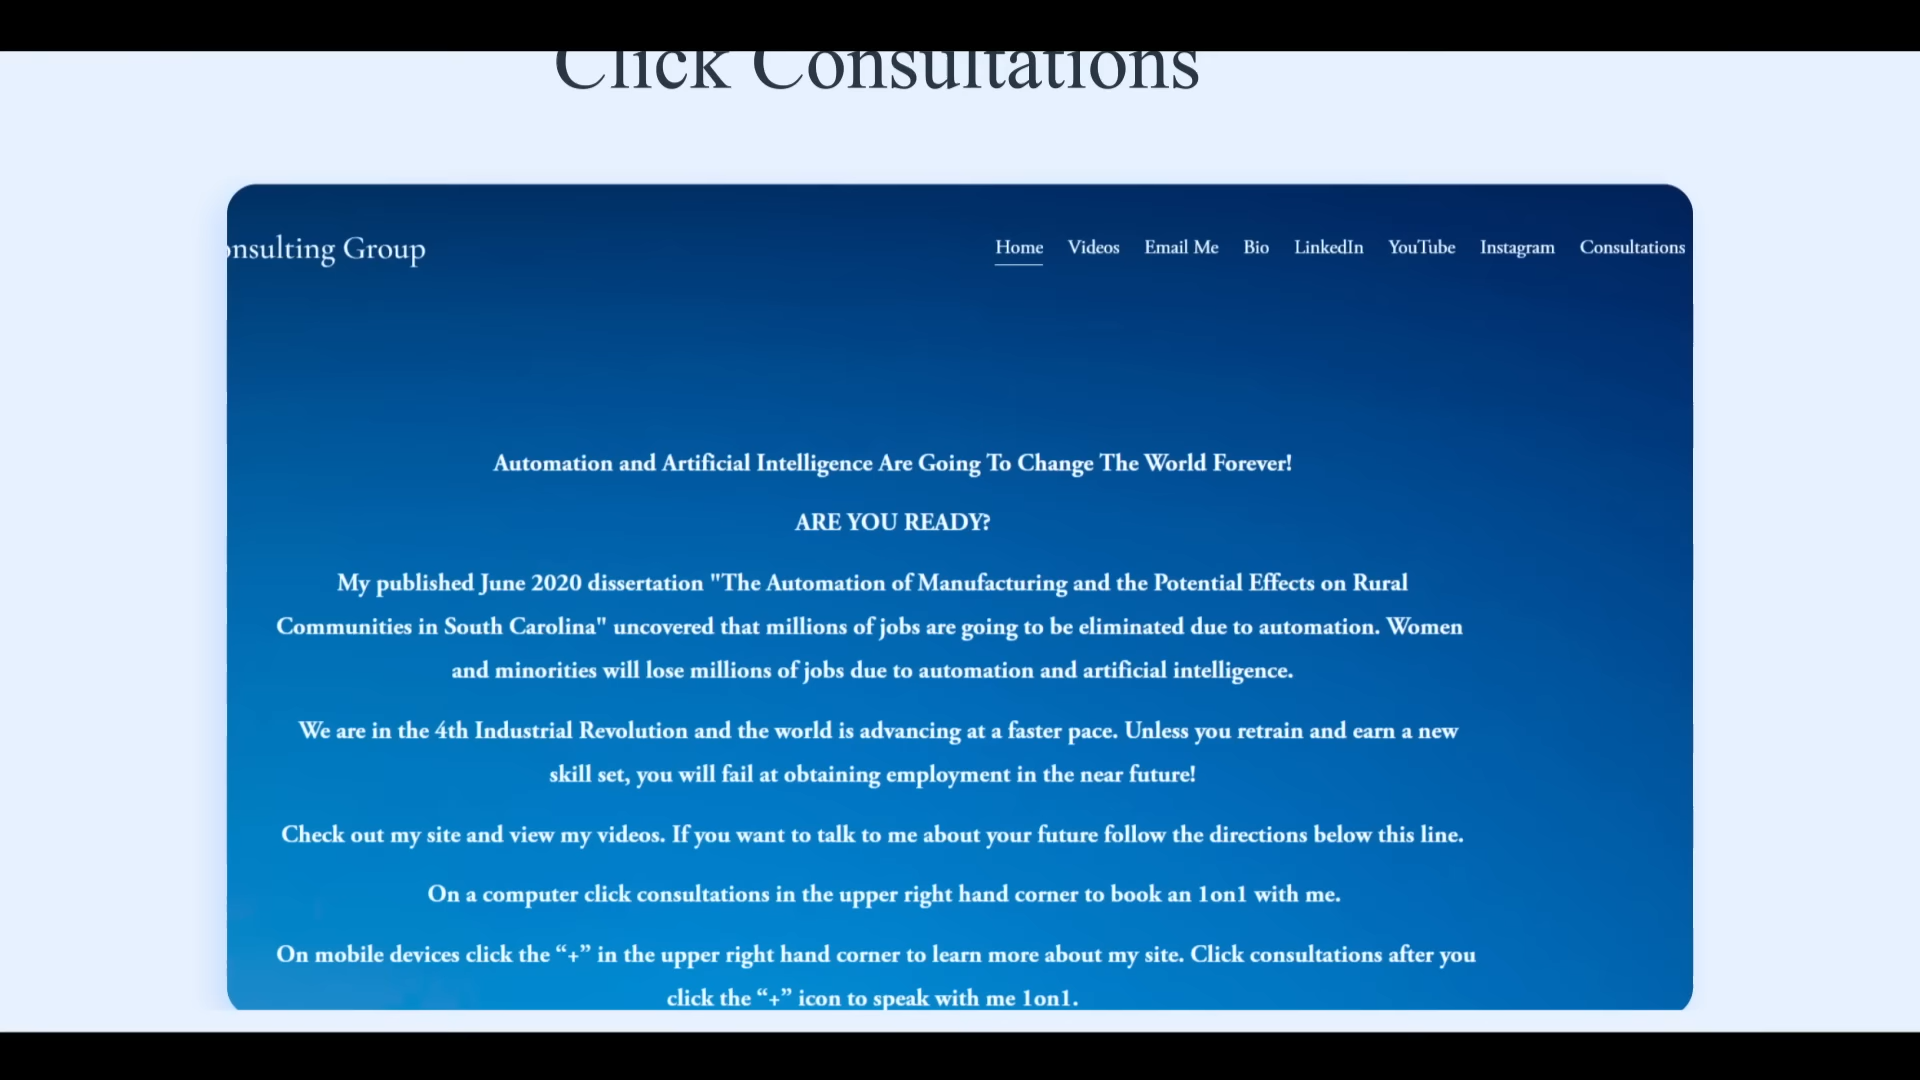 Click Consultations
onsulting Group
Home Videos Email Me Bio LinkedIn YouTube Instagram Consultations
Automation and Artificial Intelligence Are Going To Change The World Forever!
ARE YOU READY?
My published June 2020 dissertation "The Automation of Manufacturing and the Potential Effects on Rural
Communities in South Carolina" uncovered that millions of jobs are going to be eliminated due to automation. Women
and minorities will lose millions of jobs due to automation and artificial intelligence.
We are in the 4th Industrial Revolution and the world is advancing at a faster pace. Unless you retrain and earn a new
skill set, you will fail at obtaining employment in the near future!
Check out my site and view my videos. If you want to talk to me about your future follow the directions below this line.
On a computer click consultations in the upper right hand corner to book an 1on1 with me.
On mobile devices click the “+” in the upper right hand corner to learn more about my site. Click consultations after you
click the “+” icon to speak with me 1on1.